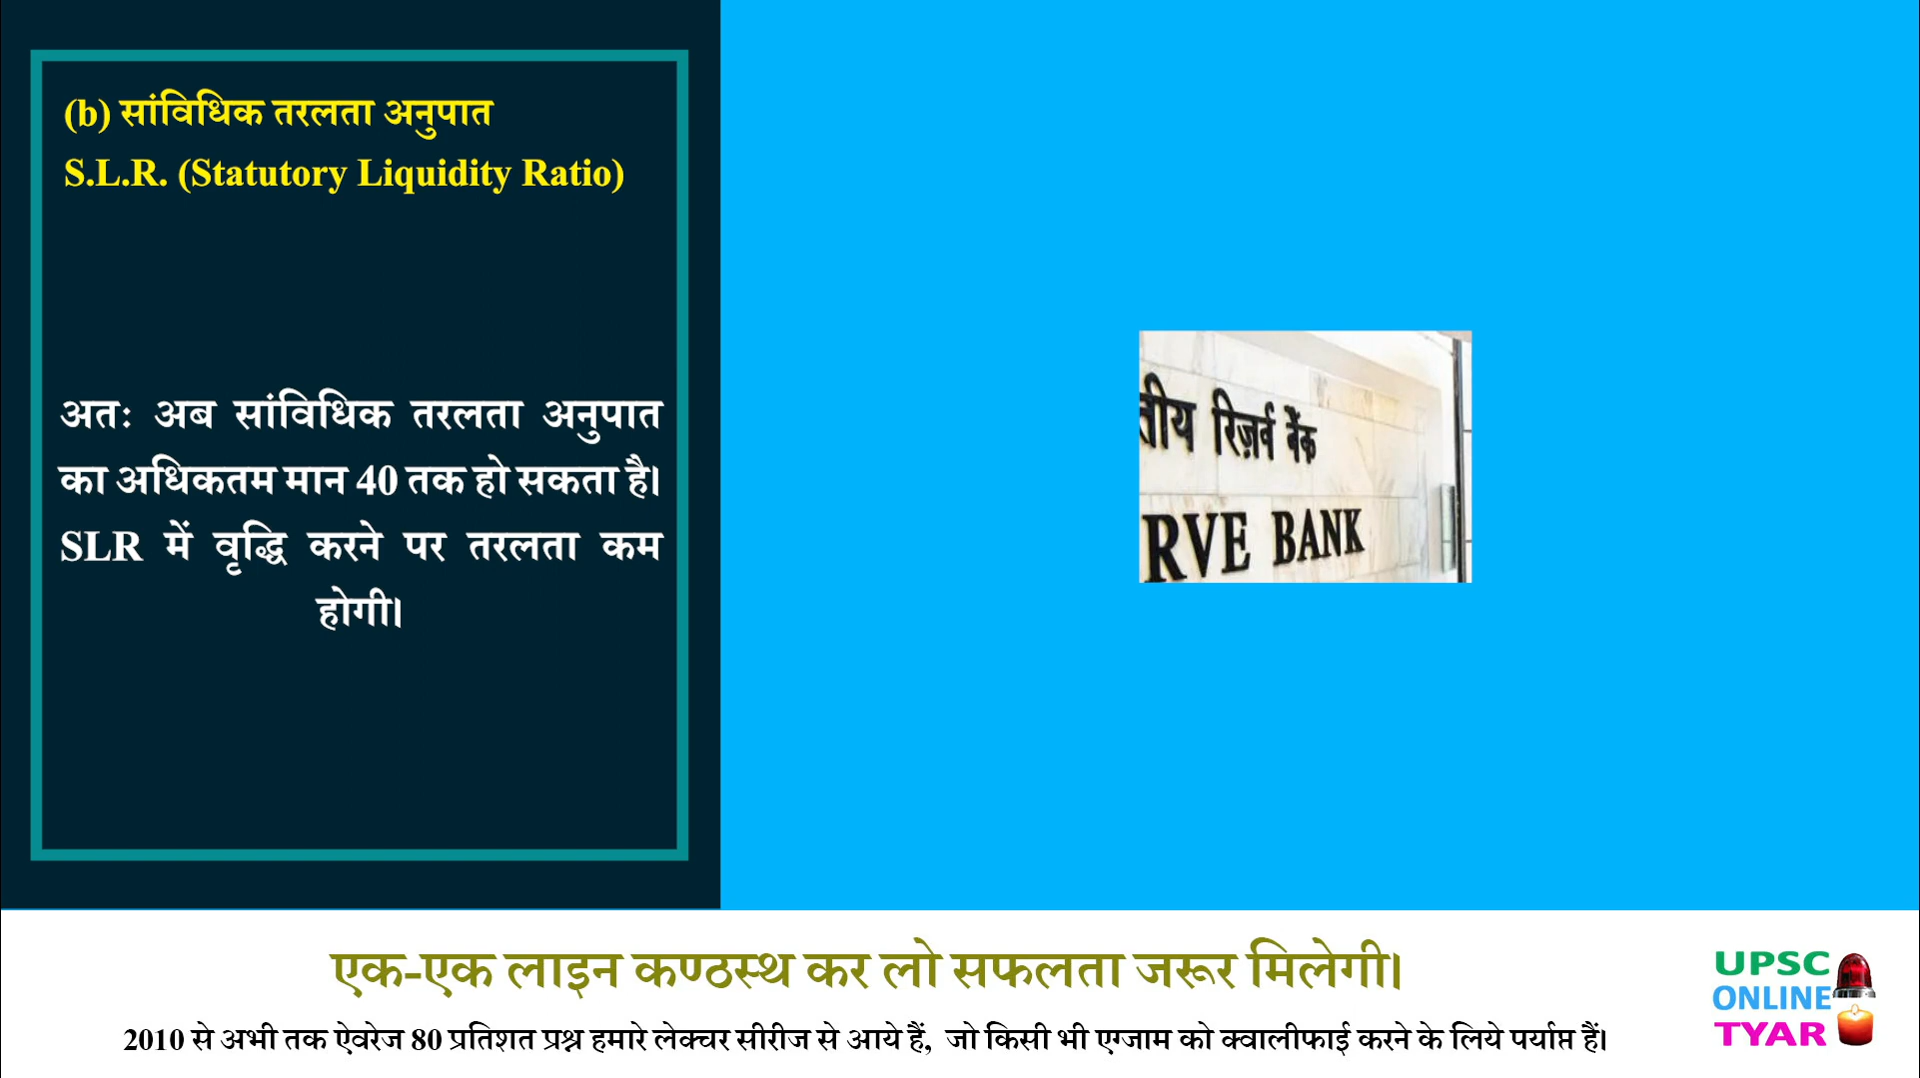 (b) सांविधिक तरलता अनुपात
S.L.R. (Statutory Liquidity Ratio)
अतः अब सांविधिक तरलता अनुपात
का अधिकतम मान 40 तक हो सकता है।
SLR में वृद्धि करने पर तरलता कम
होगी।
तीय रिज़र्व बैंक
RVE BANK
एक-एक लाइन कण्ठस्थ कर लो सफलता जरूर मिलेगी।
2010 से अभी तक ऐवरेज 80 प्रतिशत प्रश्न हमारे लेक्चर सीरीज से आये हैं, जो किसी भी एग्जाम को क्वालीफाई करने के लिये पर्याप्त हैं।
UPSC
ONLINE
TYAR